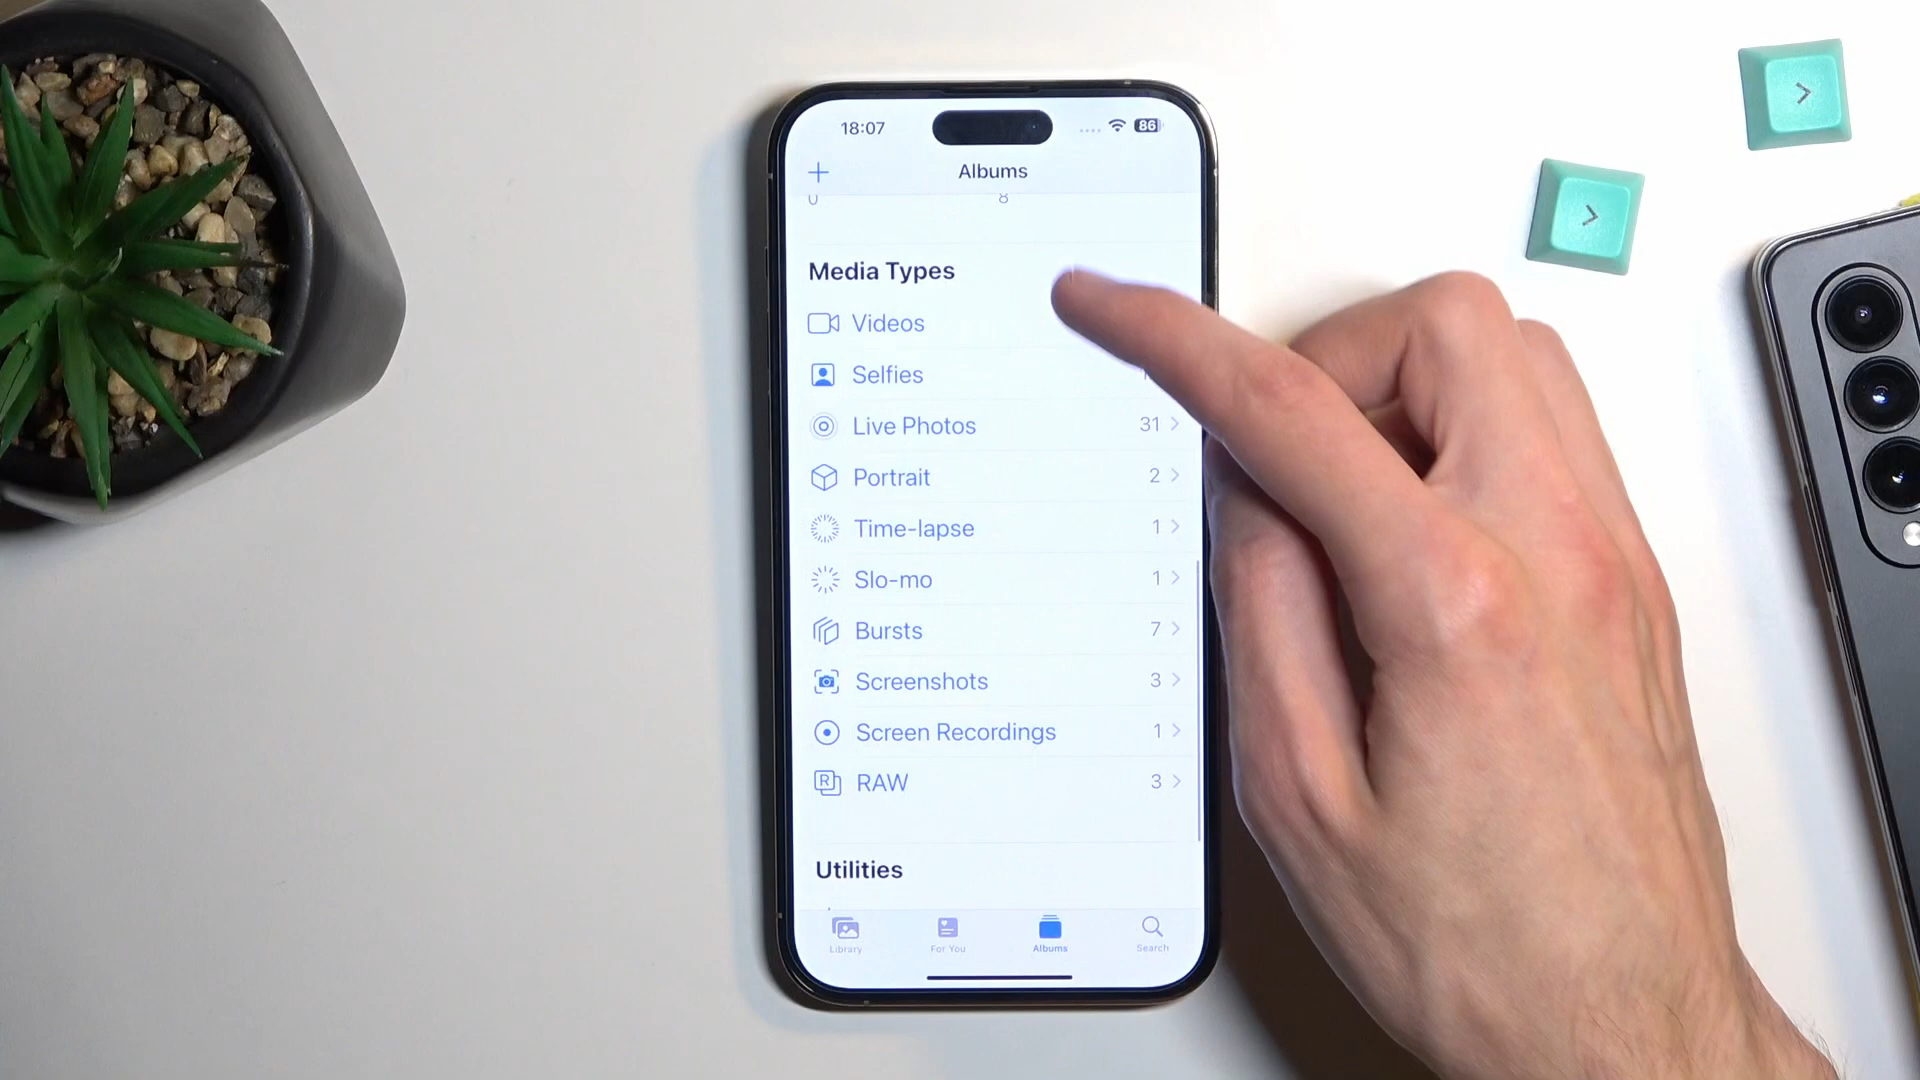 18:07
86
Albums
8
Media Types
Videos
Selfies
Live Photos 31
Portrait 2
Time-lapse 1
Slo-mo 1
Bursts 7
Screenshots 3
Screen Recordings 1
RAW 3
Utilities
Library For You Albums Search